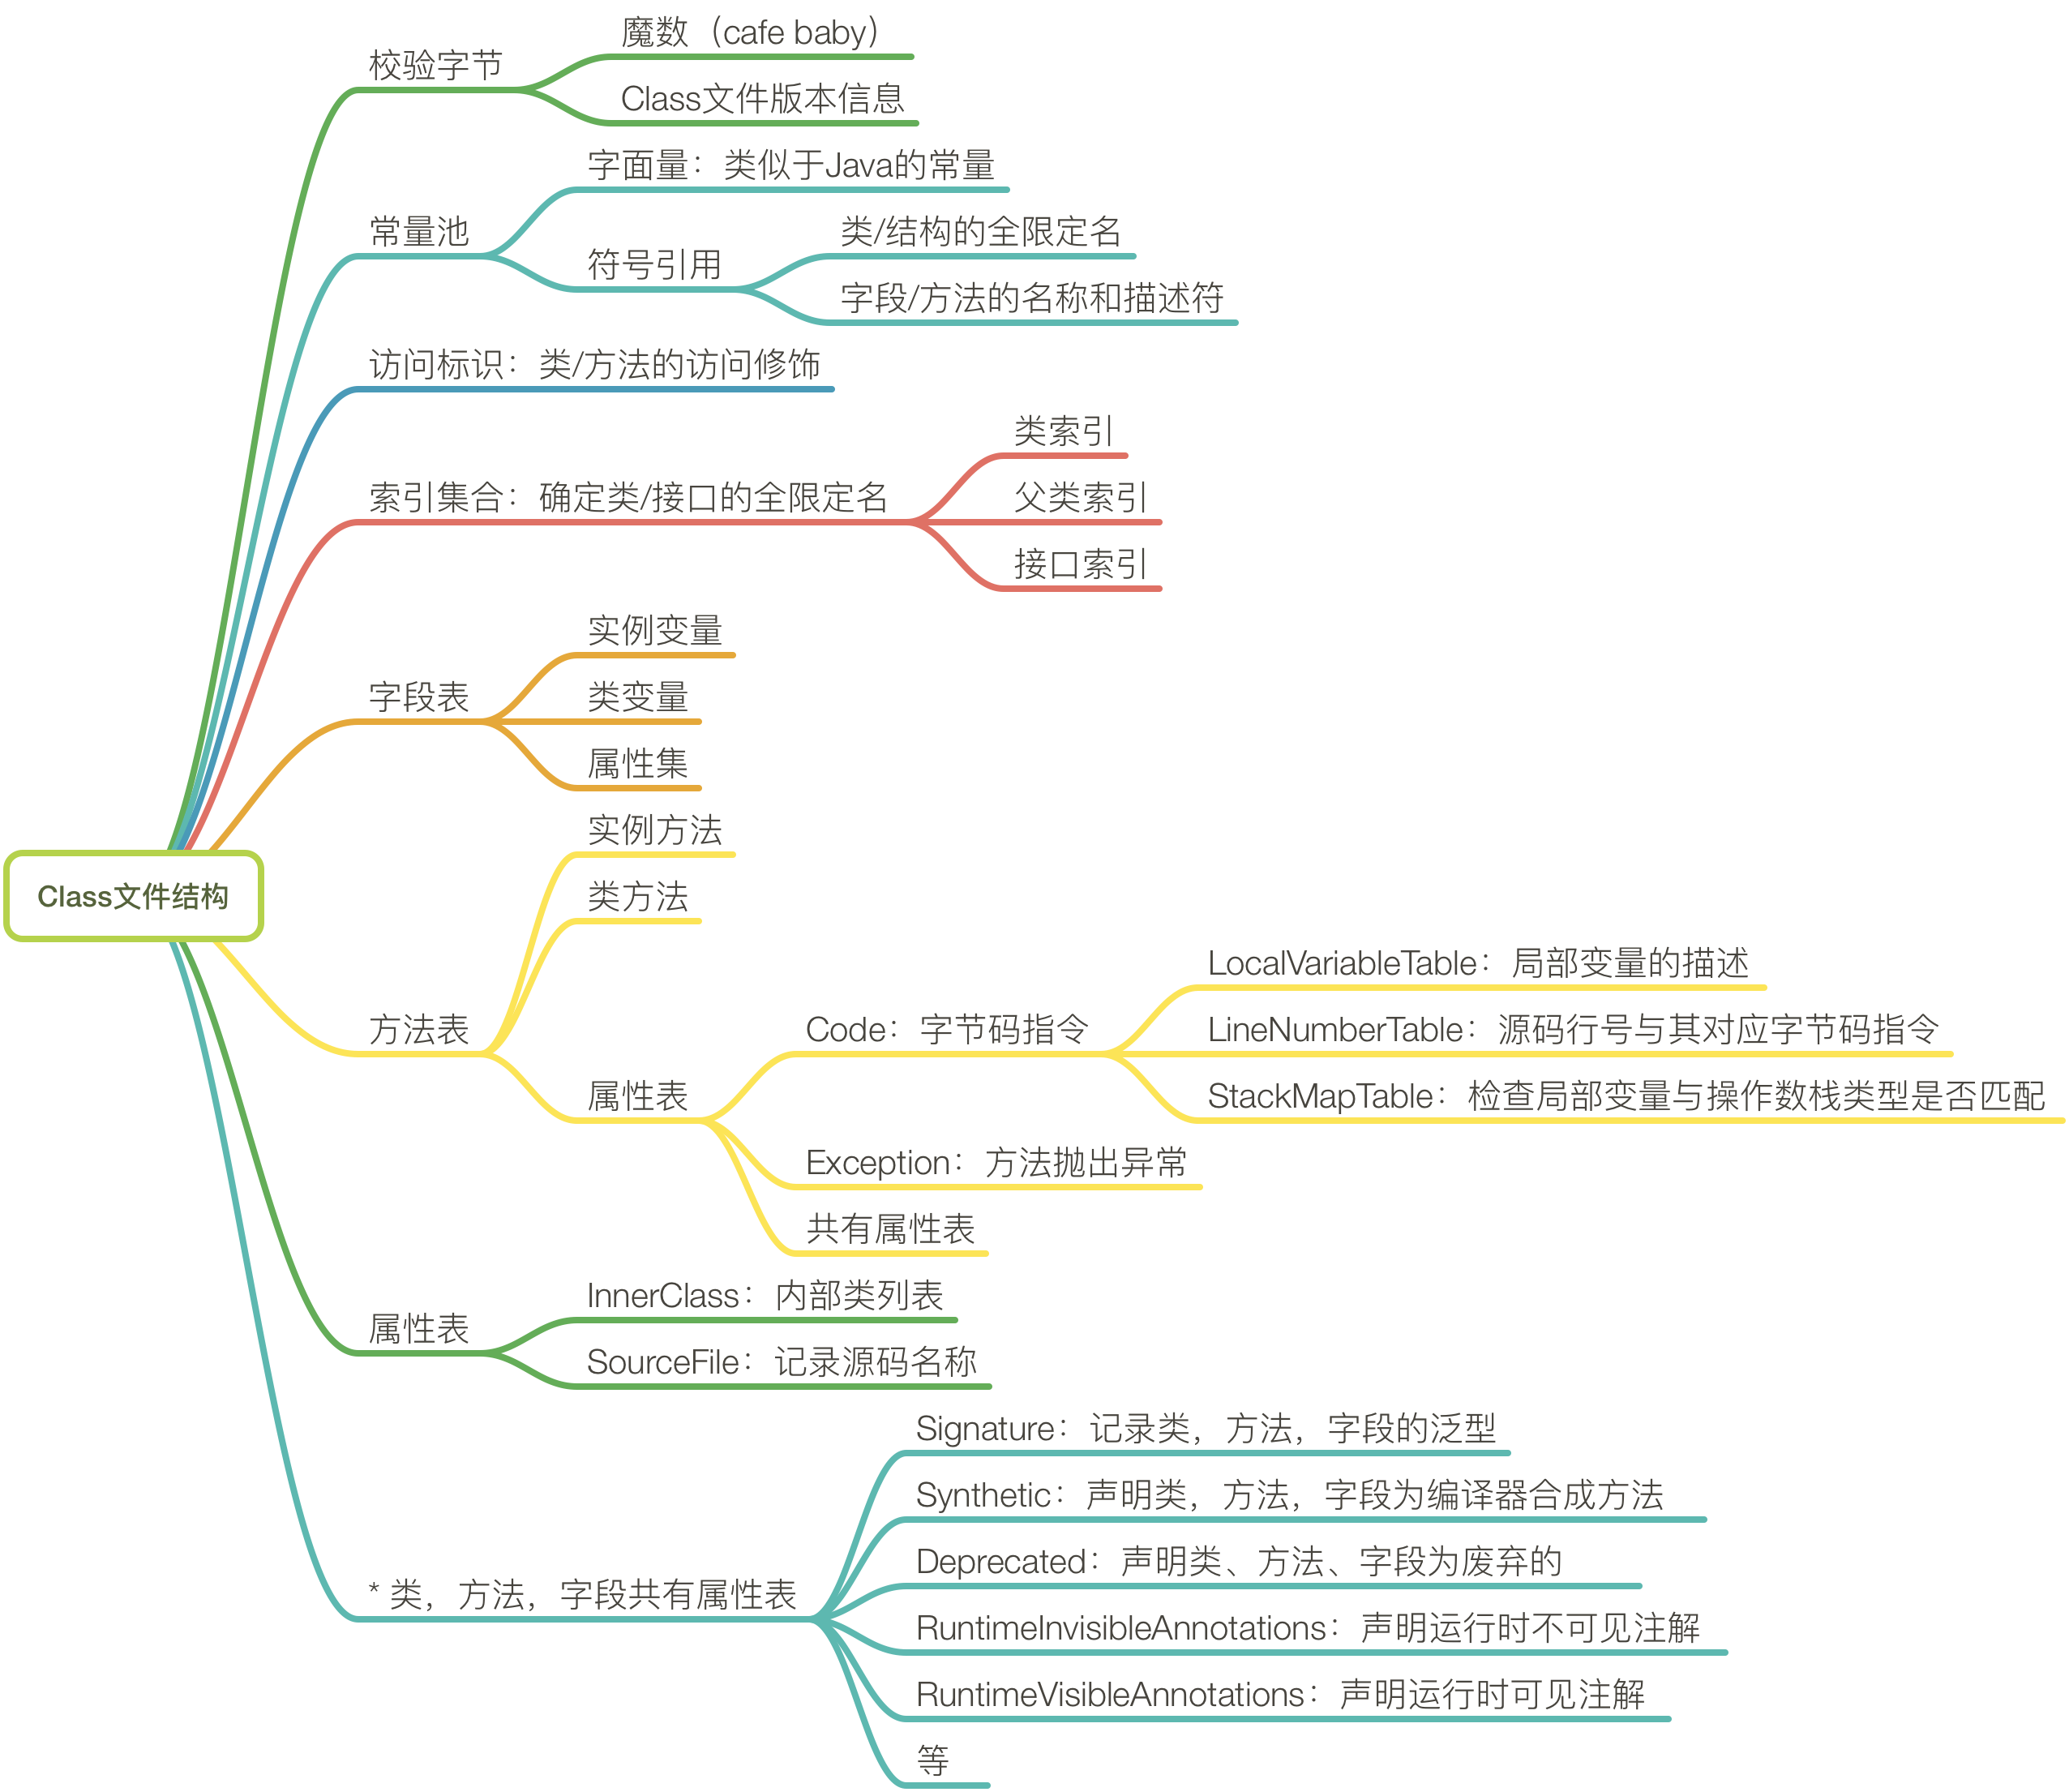 魔数（cafe baby）
校验字节
Class文件版本信息
字面量：类似于Java的常量
常量池
类/结构的全限定名
符号引用
字段/方法的名称和描述符
访问标识：类/方法的访问修饰
类索引
索引集合：确定类/接口的全限定名
父类索引
接口索引
实例变量
字段表
类变量
属性集
实例方法
Class文件结构
类方法
LocalVariableTable：局部变量的描述
方法表
Code：字节码指令
LineNumberTable：源码行号与其对应字节码指令
属性表
StackMapTable：检查局部变量与操作数栈类型是否匹配
Exception：方法抛出异常
共有属性表
InnerClass：内部类列表
属性表
SourceFile：记录源码名称
Signature：记录类，方法，字段的泛型
Synthetic：声明类，方法，字段为编译器合成方法
Deprecated：声明类、方法、字段为废弃的
* 类，方法，字段共有属性表
RuntimeInvisibleAnnotations：声明运行时不可见注解
RuntimeVisibleAnnotations：声明运行时可见注解
等